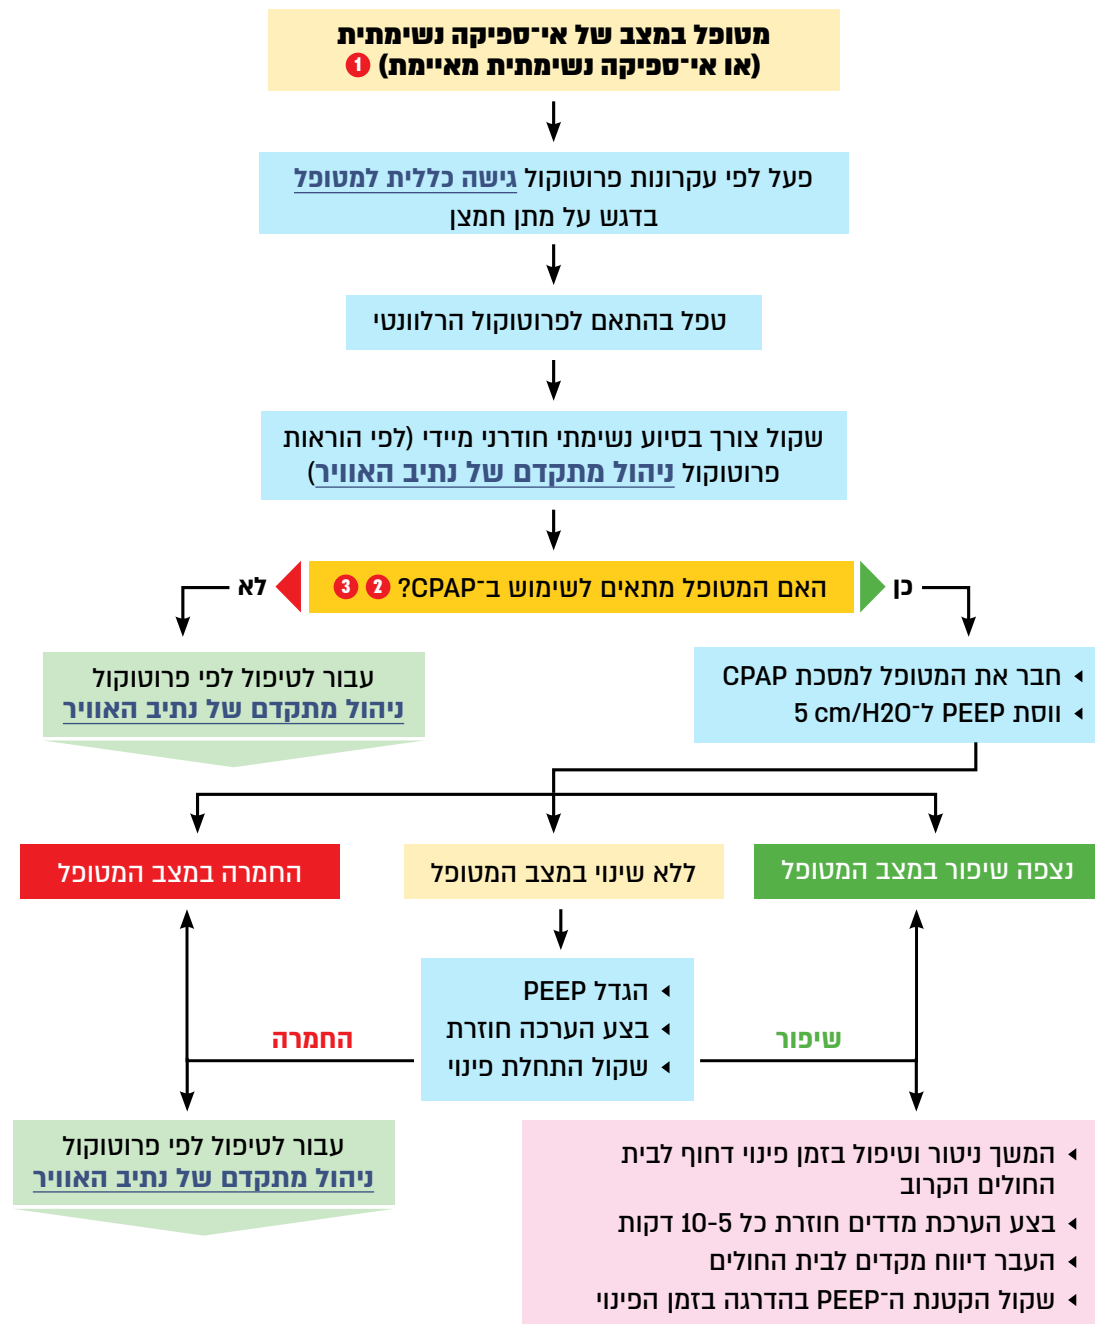 מטופל במצב של אי־ספיקה נשימתית
(או אי־ספיקה נשימתית מאיימת) 1
פעל לפי עקרונות פרוטוקול גישה כללית למטופל
בדגש על מתן חמצן
טפל בהתאם לפרוטוקול הרלוונטי
שקול צורך בסיוע נשימתי חודרני מיידי (לפי הוראות
פרוטוקול ניהול מתקדם של נתיב האוויר)
האם המטופל מתאים לשימוש ב־CPAP? 2 3
כן
לא
חבר את המטופל למסכת CPAP
ווסת PEEP ל־5 cm/H2O
עבור לטיפול לפי פרוטוקול
ניהול מתקדם של נתיב האוויר
נצפה שיפור במצב המטופל
ללא שינוי במצב המטופל
החמרה במצב המטופל
הגדל PEEP
בצע הערכה חוזרת
שקול התחלת פינוי
שיפור
החמרה
המשך ניטור וטיפול בזמן פינוי דחוף לבית
החולים הקרוב
בצע הערכת מדדים חוזרת כל 10-5 דקות
העבר דיווח מקדים לבית החולים
שקול הקטנת ה־PEEP בהדרגה בזמן הפינוי
עבור לטיפול לפי פרוטוקול
ניהול מתקדם של נתיב האוויר